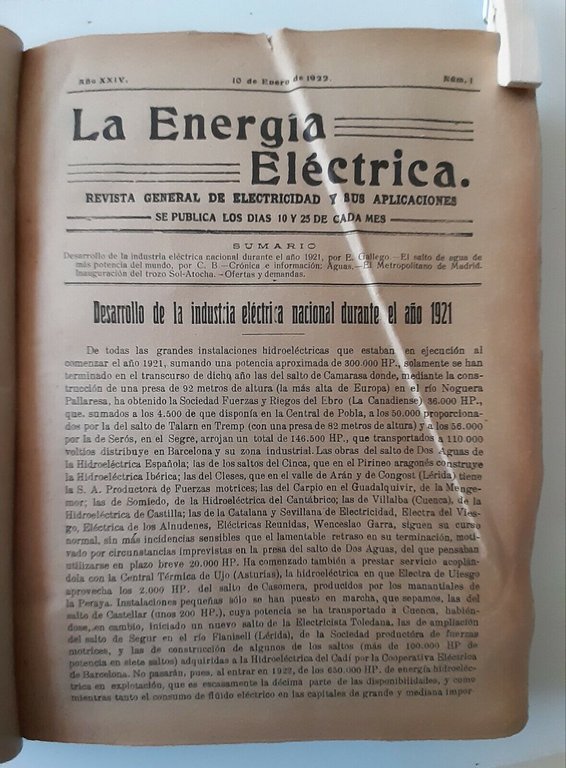 Año XXIV.
10 de Enero de 1922.
Núm. 1
La Energía
Eléctrica.
REVISTA GENERAL DE ELECTRICIDAD Y SUS APLICACIONES
SE PUBLICA LOS DIAS 10 Y 25 DE CADA MES
SUMARIO
Desarrollo de la industria eléctrica nacional durante el año 1921, por E. Gallego.—El salto de agua de
más potencia del mundo, por C. B.—Crónica e información: Aguas.—El Metropolitano de Madrid.
Inauguración del trozo Sol-Atocha.—Ofertas y demandas.
Desarrollo de la industria eléctrica nacional durante el año 1921
De todas las grandes instalaciones hidroeléctricas que estaban en ejecución al
comenzar el año 1921, sumando una potencia aproximada de 300.000 HP., solamente se han
terminado en el transcurso de dicho año las del salto de Camarasa donde, mediante la cons-
trucción de una presa de 92 metros de altura (la más alta de Europa) en el río Noguera
Pallaresa, ha obtenido la Sociedad Fuerzas y Riegos del Ebro (La Canadiense) 36.000 HP.,
que, sumados a los 4.500 de que disponía en la Central de Pobla, a los 50.000 proporciona-
dos por la del salto de Talarn en Tremp (con una presa de 82 metros de altura) y a los 56.000
por la de Serós, en el Segre, arrojan un total de 146.500 HP., que transportados a 110.000
voltios distribuye en Barcelona y su zona industrial. Las obras del salto de Dos Aguas de
la Hidroeléctrica Española; las de los saltos del Cinca, que en el Pirineo aragonés construye
la Hidroeléctrica Ibérica; las del Cleses, que en el valle de Arán y de Congost (Lérida) tiene
la S. A. Productora de Fuerzas motrices; las del Carpio en el Guadalquivir, de la Menge-
mor; las de Somiedo, de la Hidroeléctrica del Cantábrico; las de Villalba (Cuenca), de la
Hidroeléctrica de Castilla; las de la Catalana y Sevillana de Electricidad, Electra del Vies-
go, Eléctrica de los Almudenes, Eléctricas Reunidas, Wenceslao Garra, siguen su curso
normal, sin más incidencias sensibles que el lamentable retraso en su terminación, moti-
vado por circunstancias imprevistas en la presa del salto de Dos Aguas, del que pensaban
utilizarse en plazo breve 20.000 HP. Ha comenzado también a prestar servicio acoplán-
dola con la Central Térmica de Ujo (Asturias), la hidroeléctrica en que Electra de Uiesgo
aprovecha los 2.000 HP. del salto de Casomera, producidos por los manantiales de
la Peraya. Instalaciones pequeñas sólo se han puesto en marcha, que sepamos, las del
salto de Castellar (unos 200 HP.), cuya potencia se ha transportado a Cuenca, habién-
dose, en cambio, iniciado un nuevo salto de la Electricista Toledana, las de ampliación
del salto de Segur en el río Flanisell (Lérida), de la Sociedad productora de fuerzas
motrices, y las de construcción de algunos de los saltos (más de 100.000 HP de
potencia en siete saltos) adquiridas a la Hidroeléctrica del Cadí por la Cooperativa Eléctrica
de Barcelona. No pasarán, pues, al entrar en 1922, de los 650.000 HP. de energía hidroeléc-
trica en explotación, que es escasamente la décima parte de las disponibilidades, y como
mientras tanto el consumo de flúido eléctrico en las capitales de grande y mediana impor